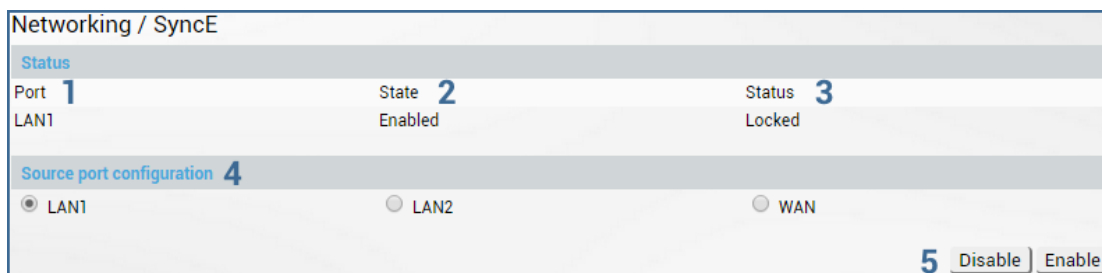 Networking / SyncE
Status
Port 1 State 2 Status 3
LAN1 Enabled Locked
Source port configuration 4
LAN1 LAN2 WAN
5 Disable Enable